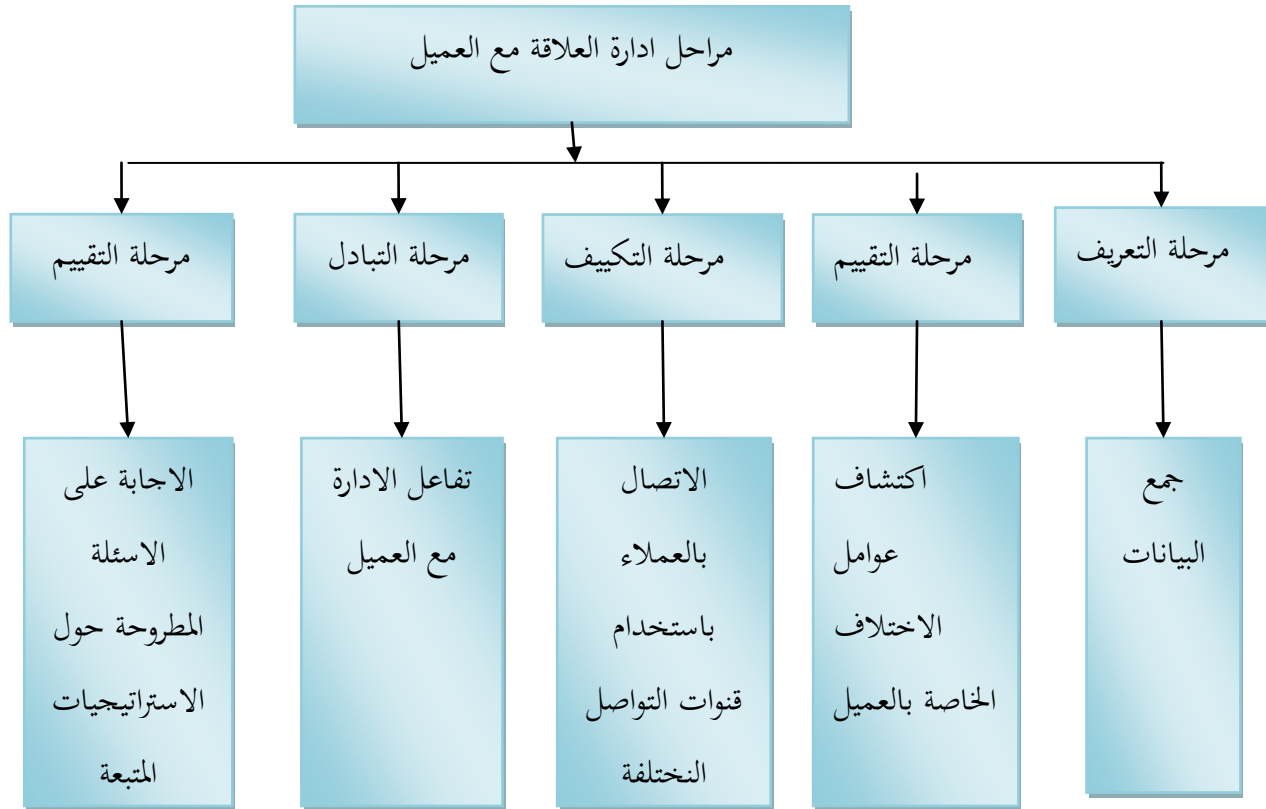 مراحل ادارة العلاقة مع العميل
مرحلة التعريف
مرحلة التقييم
مرحلة التكييف
مرحلة التبادل
مرحلة التقييم
جمع
البيانات
اكتشاف
عوامل
الاختلاف
الخاصة بالعميل
الاتصال
بالعملاء
باستخدام
قنوات التواصل
النختلفة
تفاعل الادارة
مع العميل
الاجابة على
الاسئلة
المطروحة حول
الاستراتيجيات
المتبعة